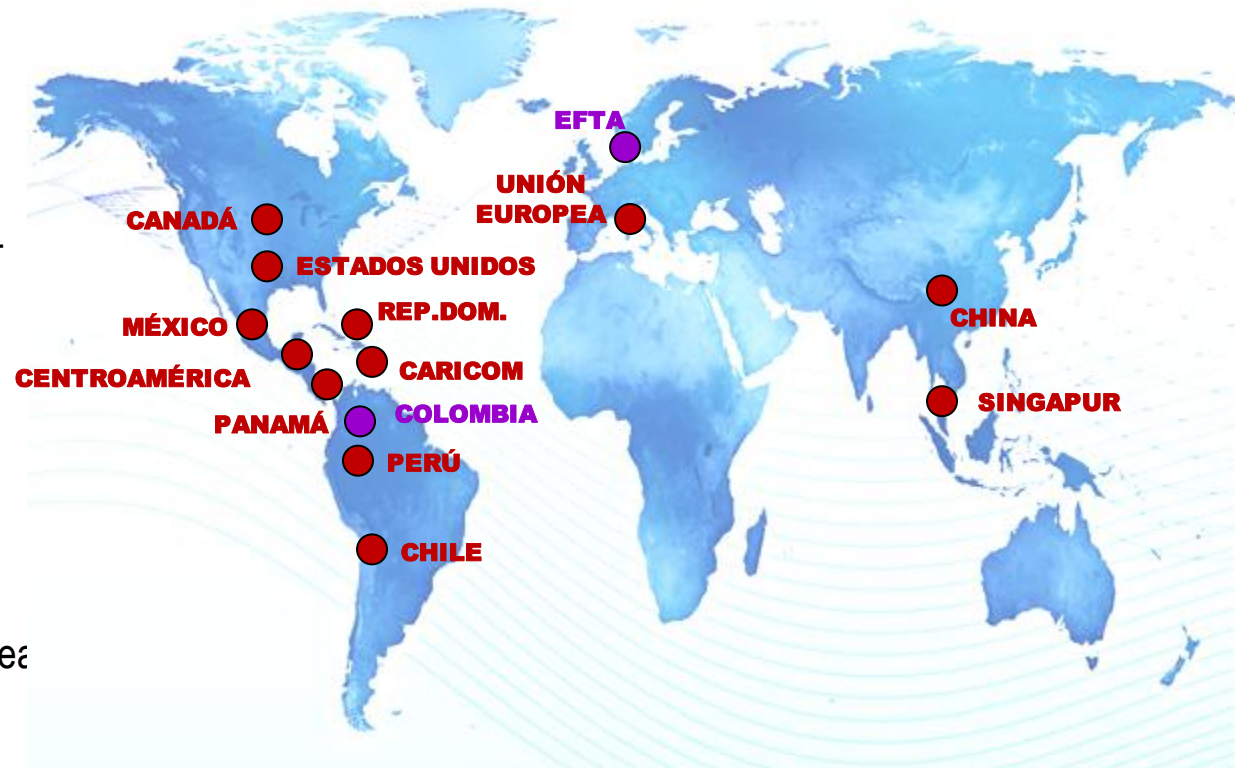 EFTA
UNIÓN
EUROPEA
CANADÁ
ESTADOS UNIDOS
REP.DOM.
MÉXICO
CHINA
CARICOM
CENTROAMÉRICA
SINGAPUR
COLOMBIA
PANAMÁ
PERÚ
CHILE